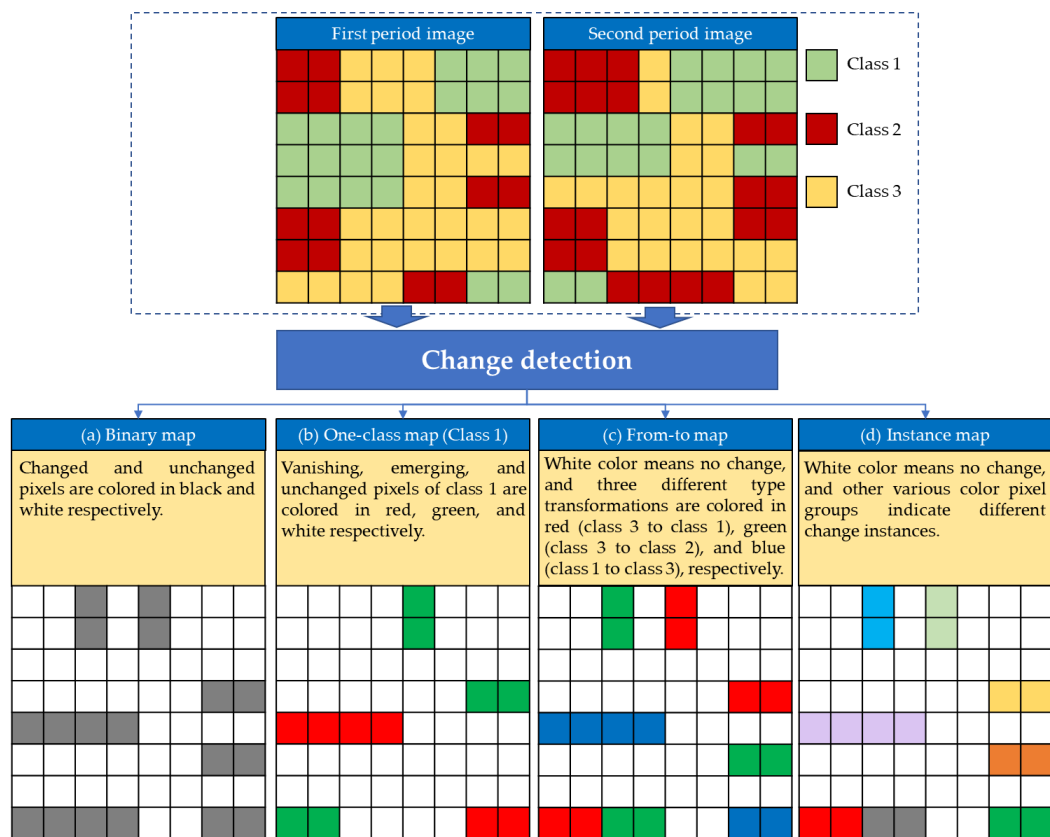 First period image
Second period image
Class 1
Class 2
Class 3
Change detection
(a) Binary map
Changed and unchanged
pixels are colored in black and
white respectively.
(b) One-class map (Class 1)
Vanishing, emerging, and
unchanged pixels of class 1 are
colored in red, green, and
white respectively.
(c) From-to map
White color means no change,
and three different type
transformations are colored in
red (class 3 to class 1), green
(class 3 to class 2), and blue
(class 1 to class 3), respectively.
(d) Instance map
White color means no change,
and other various color pixel
groups indicate different
change instances.